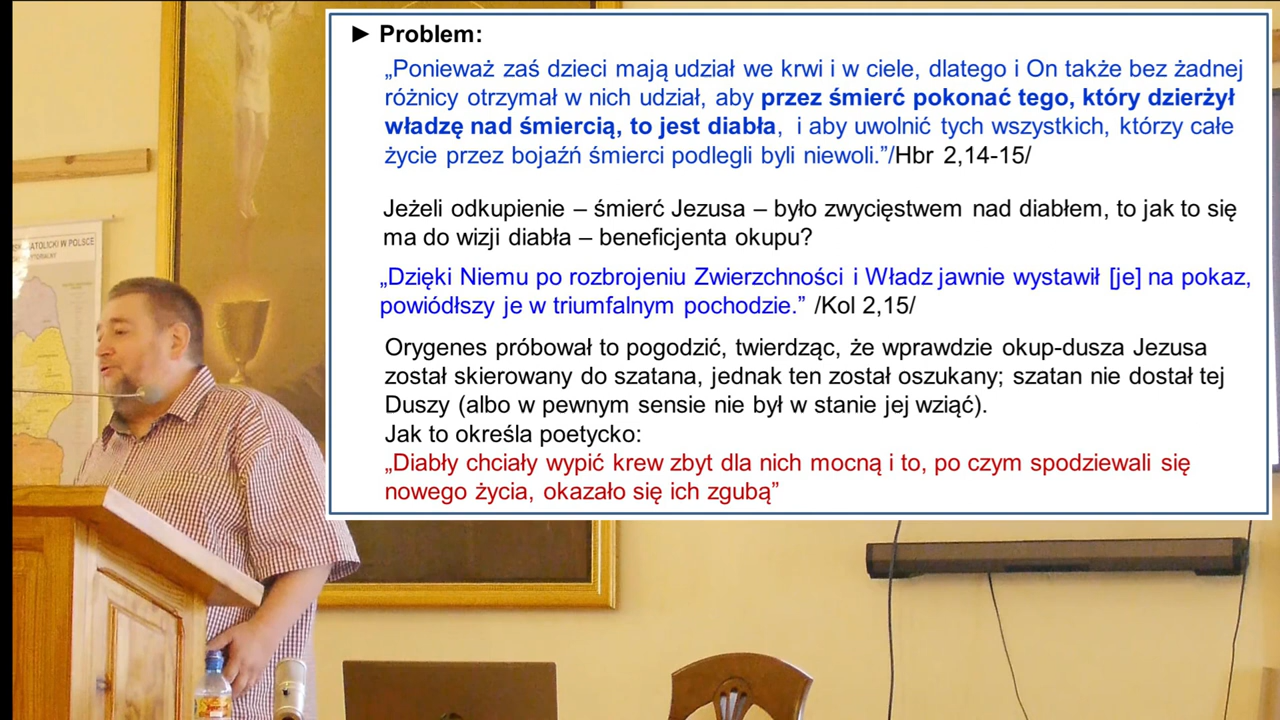 ► Problem:
„Ponieważ zaś dzieci mają udział we krwi i w ciele, dlatego i On także bez żadnej
różnicy otrzymał w nich udział, aby przez śmierć pokonać tego, który dzierżył
władzę nad śmiercią, to jest diabła, i aby uwolnić tych wszystkich, którzy całe
życie przez bojaźń śmierci podlegli byli niewoli.”/Hbr 2,14-15/
Jeżeli odkupienie – śmierć Jezusa – było zwycięstwem nad diabłem, to jak to się
ma do wizji diabła – beneficjenta okupu?
„Dzięki Niemu po rozbrojeniu Zwierzchności i Władz jawnie wystawił [je] na pokaz,
powiódłszy je w triumfalnym pochodzie.” /Kol 2,15/
Orygenes próbował to pogodzić, twierdząc, że wprawdzie okup-dusza Jezusa
został skierowany do szatana, jednak ten został oszukany; szatan nie dostał tej
Duszy (albo w pewnym sensie nie był w stanie jej wziąć).
Jak to określa poetycko:
„Diabły chciały wypić krew zbyt dla nich mocną i to, po czym spodziewali się
nowego życia, okazało się ich zgubą”
ATOLICKI W POLSCE